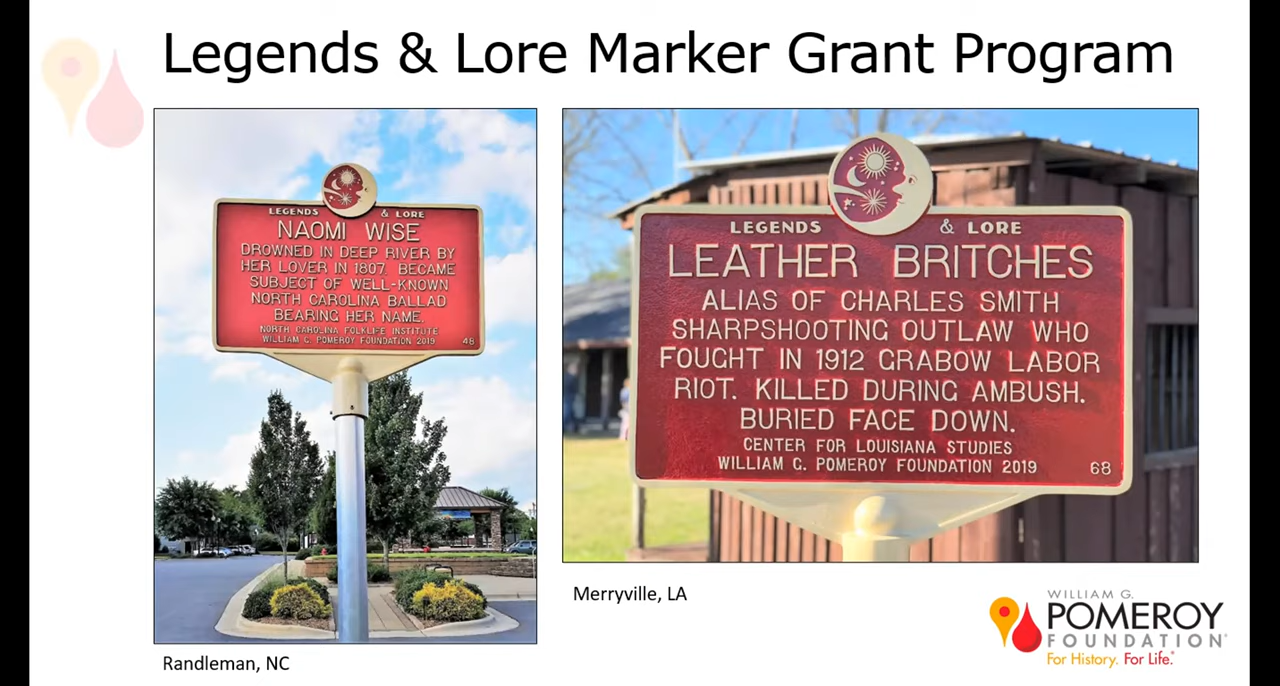 Legends & Lore Marker Grant Program
LEGENDS & LORE
NAOMI WISE
DROWNED IN DEEP RIVER BY
HER LOVER IN 1807. BECAME
SUBJECT OF WELL-KNOWN
NORTH CAROLINA BALLAD
BEARING HER NAME.
NORTH CAROLINA FOLKLIFE INSTITUTE
WILLIAM G. POMEROY FOUNDATION 2019 48
Randleman, NC
LEGENDS & LORE
LEATHER BRITCHES
ALIAS OF CHARLES SMITH
SHARPSHOOTING OUTLAW WHO
FOUGHT IN 1912 GRABOW LABOR
RIOT. KILLED DURING AMBUSH.
BURIED FACE DOWN.
CENTER FOR LOUISIANA STUDIES
WILLIAM G. POMEROY FOUNDATION 2019 68
Merryville, LA
WILLIAM G.
POMEROY
FOUNDATION®
For History. For Life.®